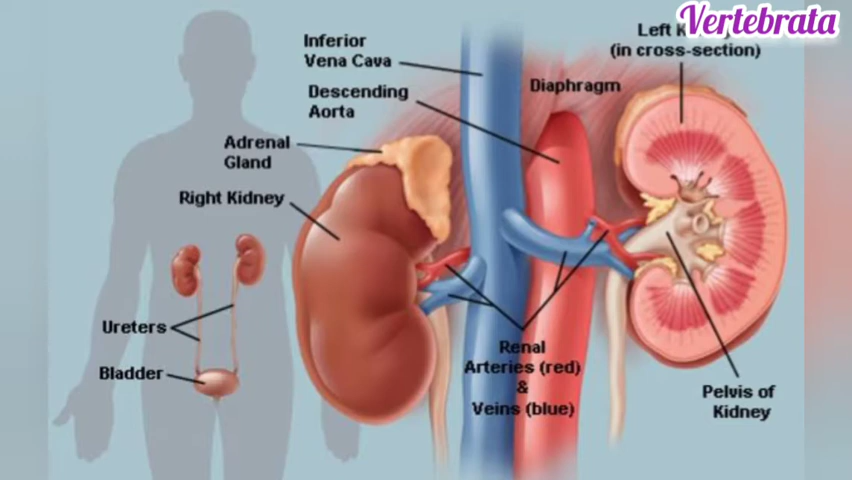 Vertebrata
Left
(in cross-section)
Inferior
Vena Cava
Descending
Aorta
Diaphragm
Adrenal
Gland
Right Kidney
Ureters
Bladder
Renal
Arteries (red)
&
Veins (blue)
Pelvis of
Kidney